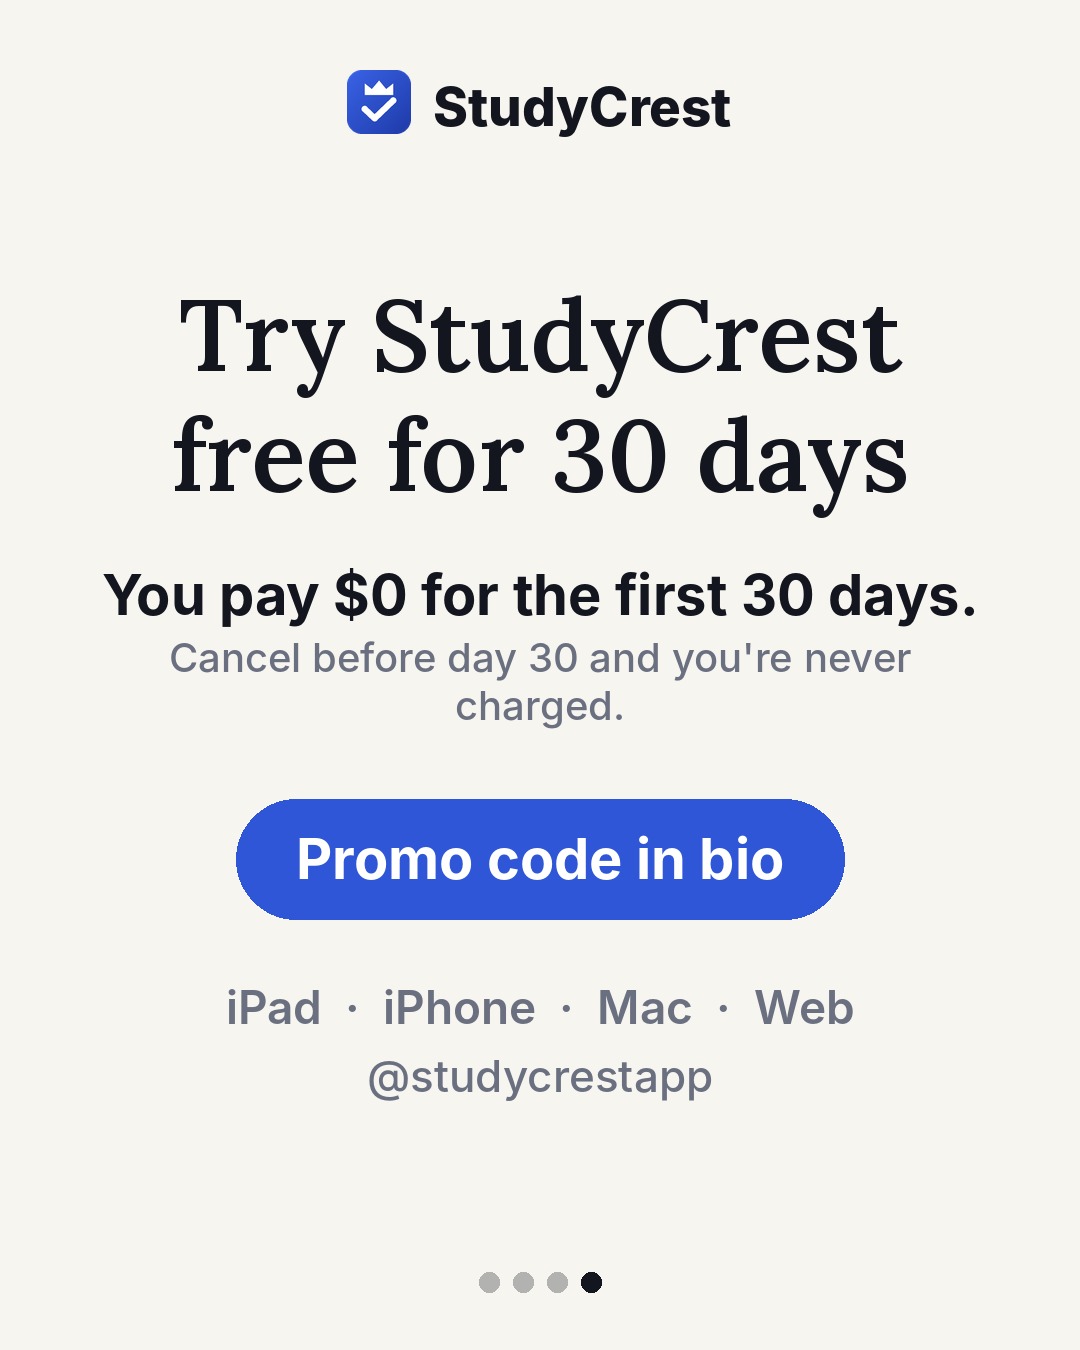 StudyCrest
Try StudyCrest
free for 30 days
You pay $0 for the first 30 days.
Cancel before day 30 and you're never
charged.
Promo code in bio
iPad · iPhone · Mac · Web
@studycrestapp